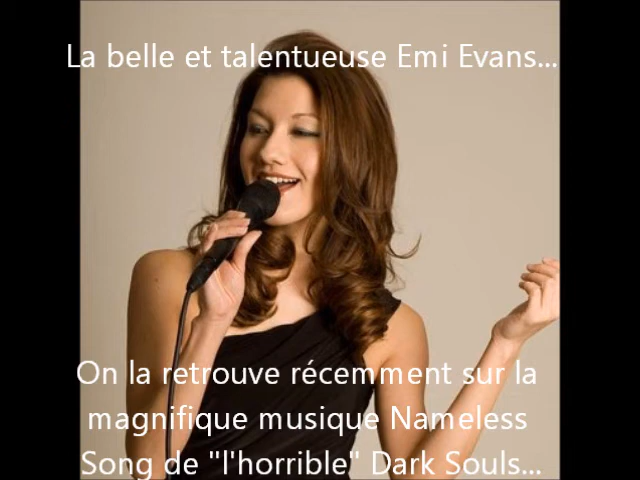 La belle et talentueuse Emi Evans...
On la retrouve récemment sur la
magnifique musique Nameless
Song de "l'horrible" Dark Souls...